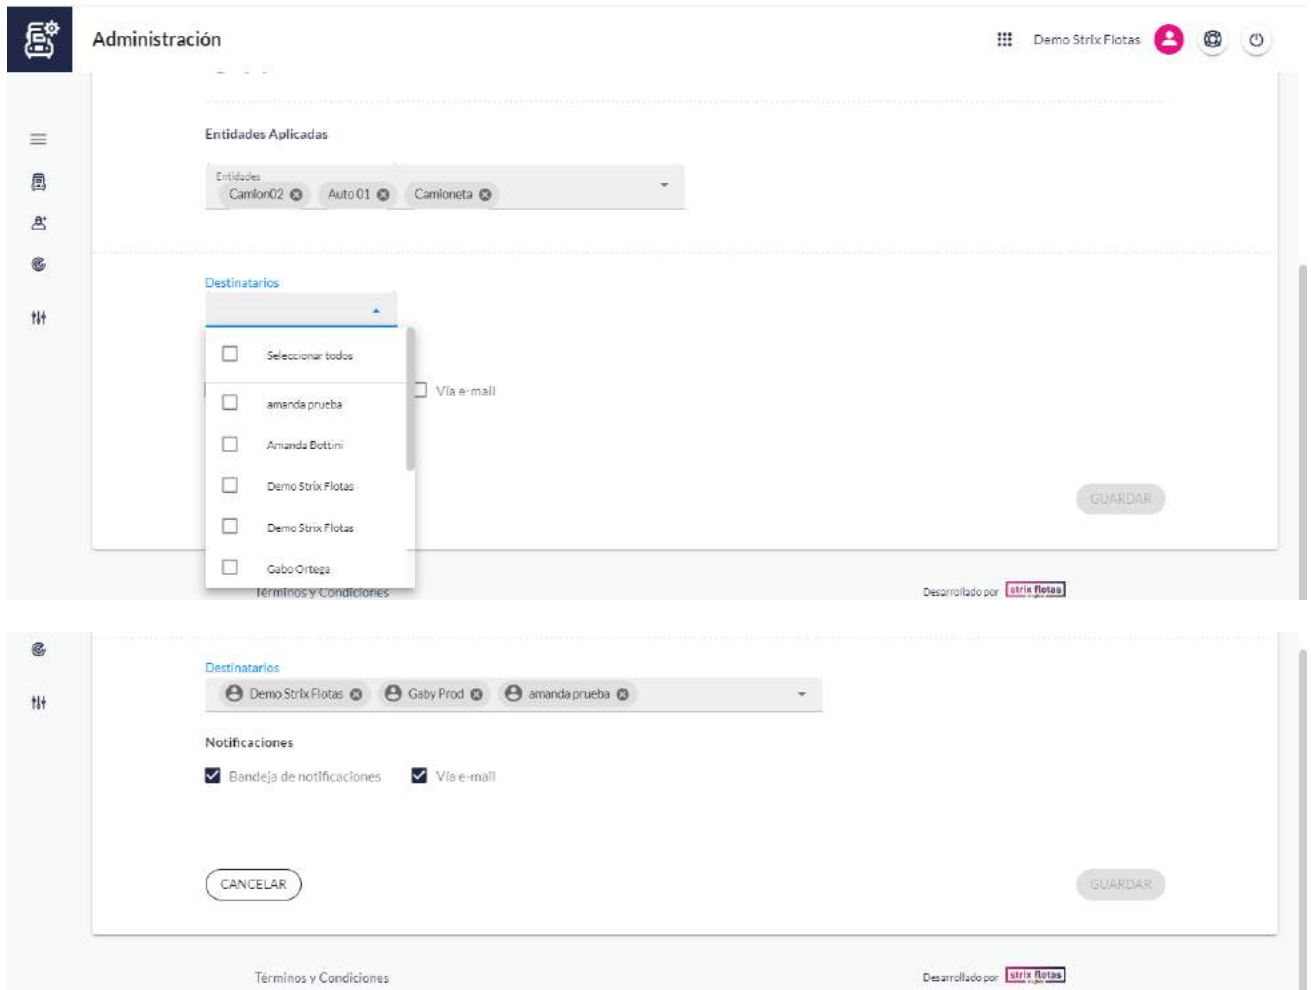 Administración
Demo Strix Flotas
Entidades Aplicadas
Entidades
Camion02 Auto 01 Camioneta
Destinatarios
Seleccionar todos
amanda prueba
Vía e-mail
Amanda Bottini
Demo Strix Flotas
GUARDAR
Demo Strix Flotas
Gabo Ortega
Términos y Condiciones
Desarrollado por strix flotas
Destinatarios
Demo Strix Flotas Gaby Prod amanda prueba
Notificaciones
Bandeja de notificaciones Vía e-mail
CANCELAR
GUARDAR
Términos y Condiciones
Desarrollado por strix flotas